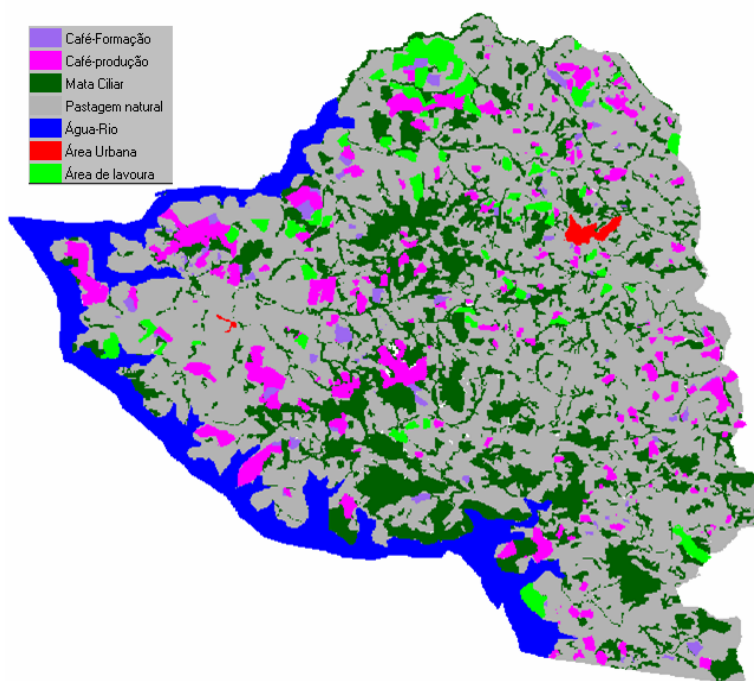 Café-Formação
Café-produção
Mata Ciliar
Pastagem natural
Água-Rio
Área Urbana
Área de lavoura